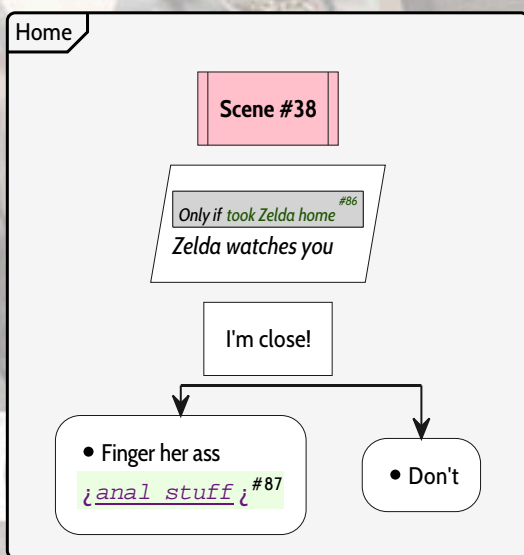 Home
Scene #38
#86
Only if took Zelda home
Zelda watches you
I'm close!
• Finger her ass
¿anal stuff¿#87
• Don't